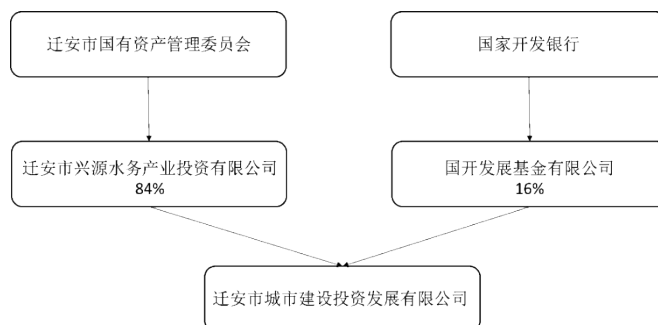 迁安市国有资产管理委员会
国家开发银行
迁安市兴源水务产业投资有限公司
84%
国开发展基金有限公司
16%
迁安市城市建设投资发展有限公司